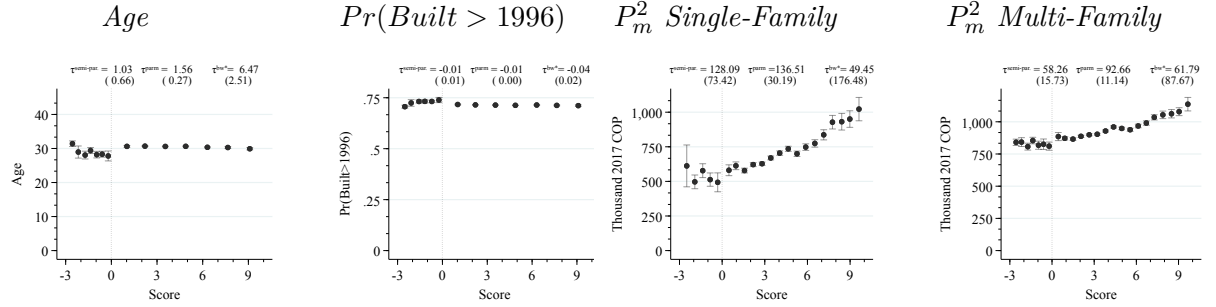 Age
τsemi-par. = 1.03 τparm = 1.56 τbw* = 6.47
( 0.66) ( 0.27) (2.51)
Age
40
30
20
10
0
-3 0 3 6 9
Score
Pr(Built > 1996)
τsemi-par. = -0.01 τparm = -0.01 τbw* = -0.04
( 0.01) ( 0.00) (0.02)
Pr(Built>1996)
.75
.5
.25
0
-3 0 3 6 9
Score
P²ₘ Single-Family
τsemi-par. = 128.09 τparm = 136.51 τbw* = 49.45
(73.42) (30.19) (176.48)
Thousand 2017 COP
1,000
750
500
250
0
-3 0 3 6 9
Score
P²ₘ Multi-Family
τsemi-par. = 58.26 τparm = 92.66 τbw* = 61.79
(15.73) (11.14) (87.67)
Thousand 2017 COP
1,000
750
500
250
0
-3 0 3 6 9
Score